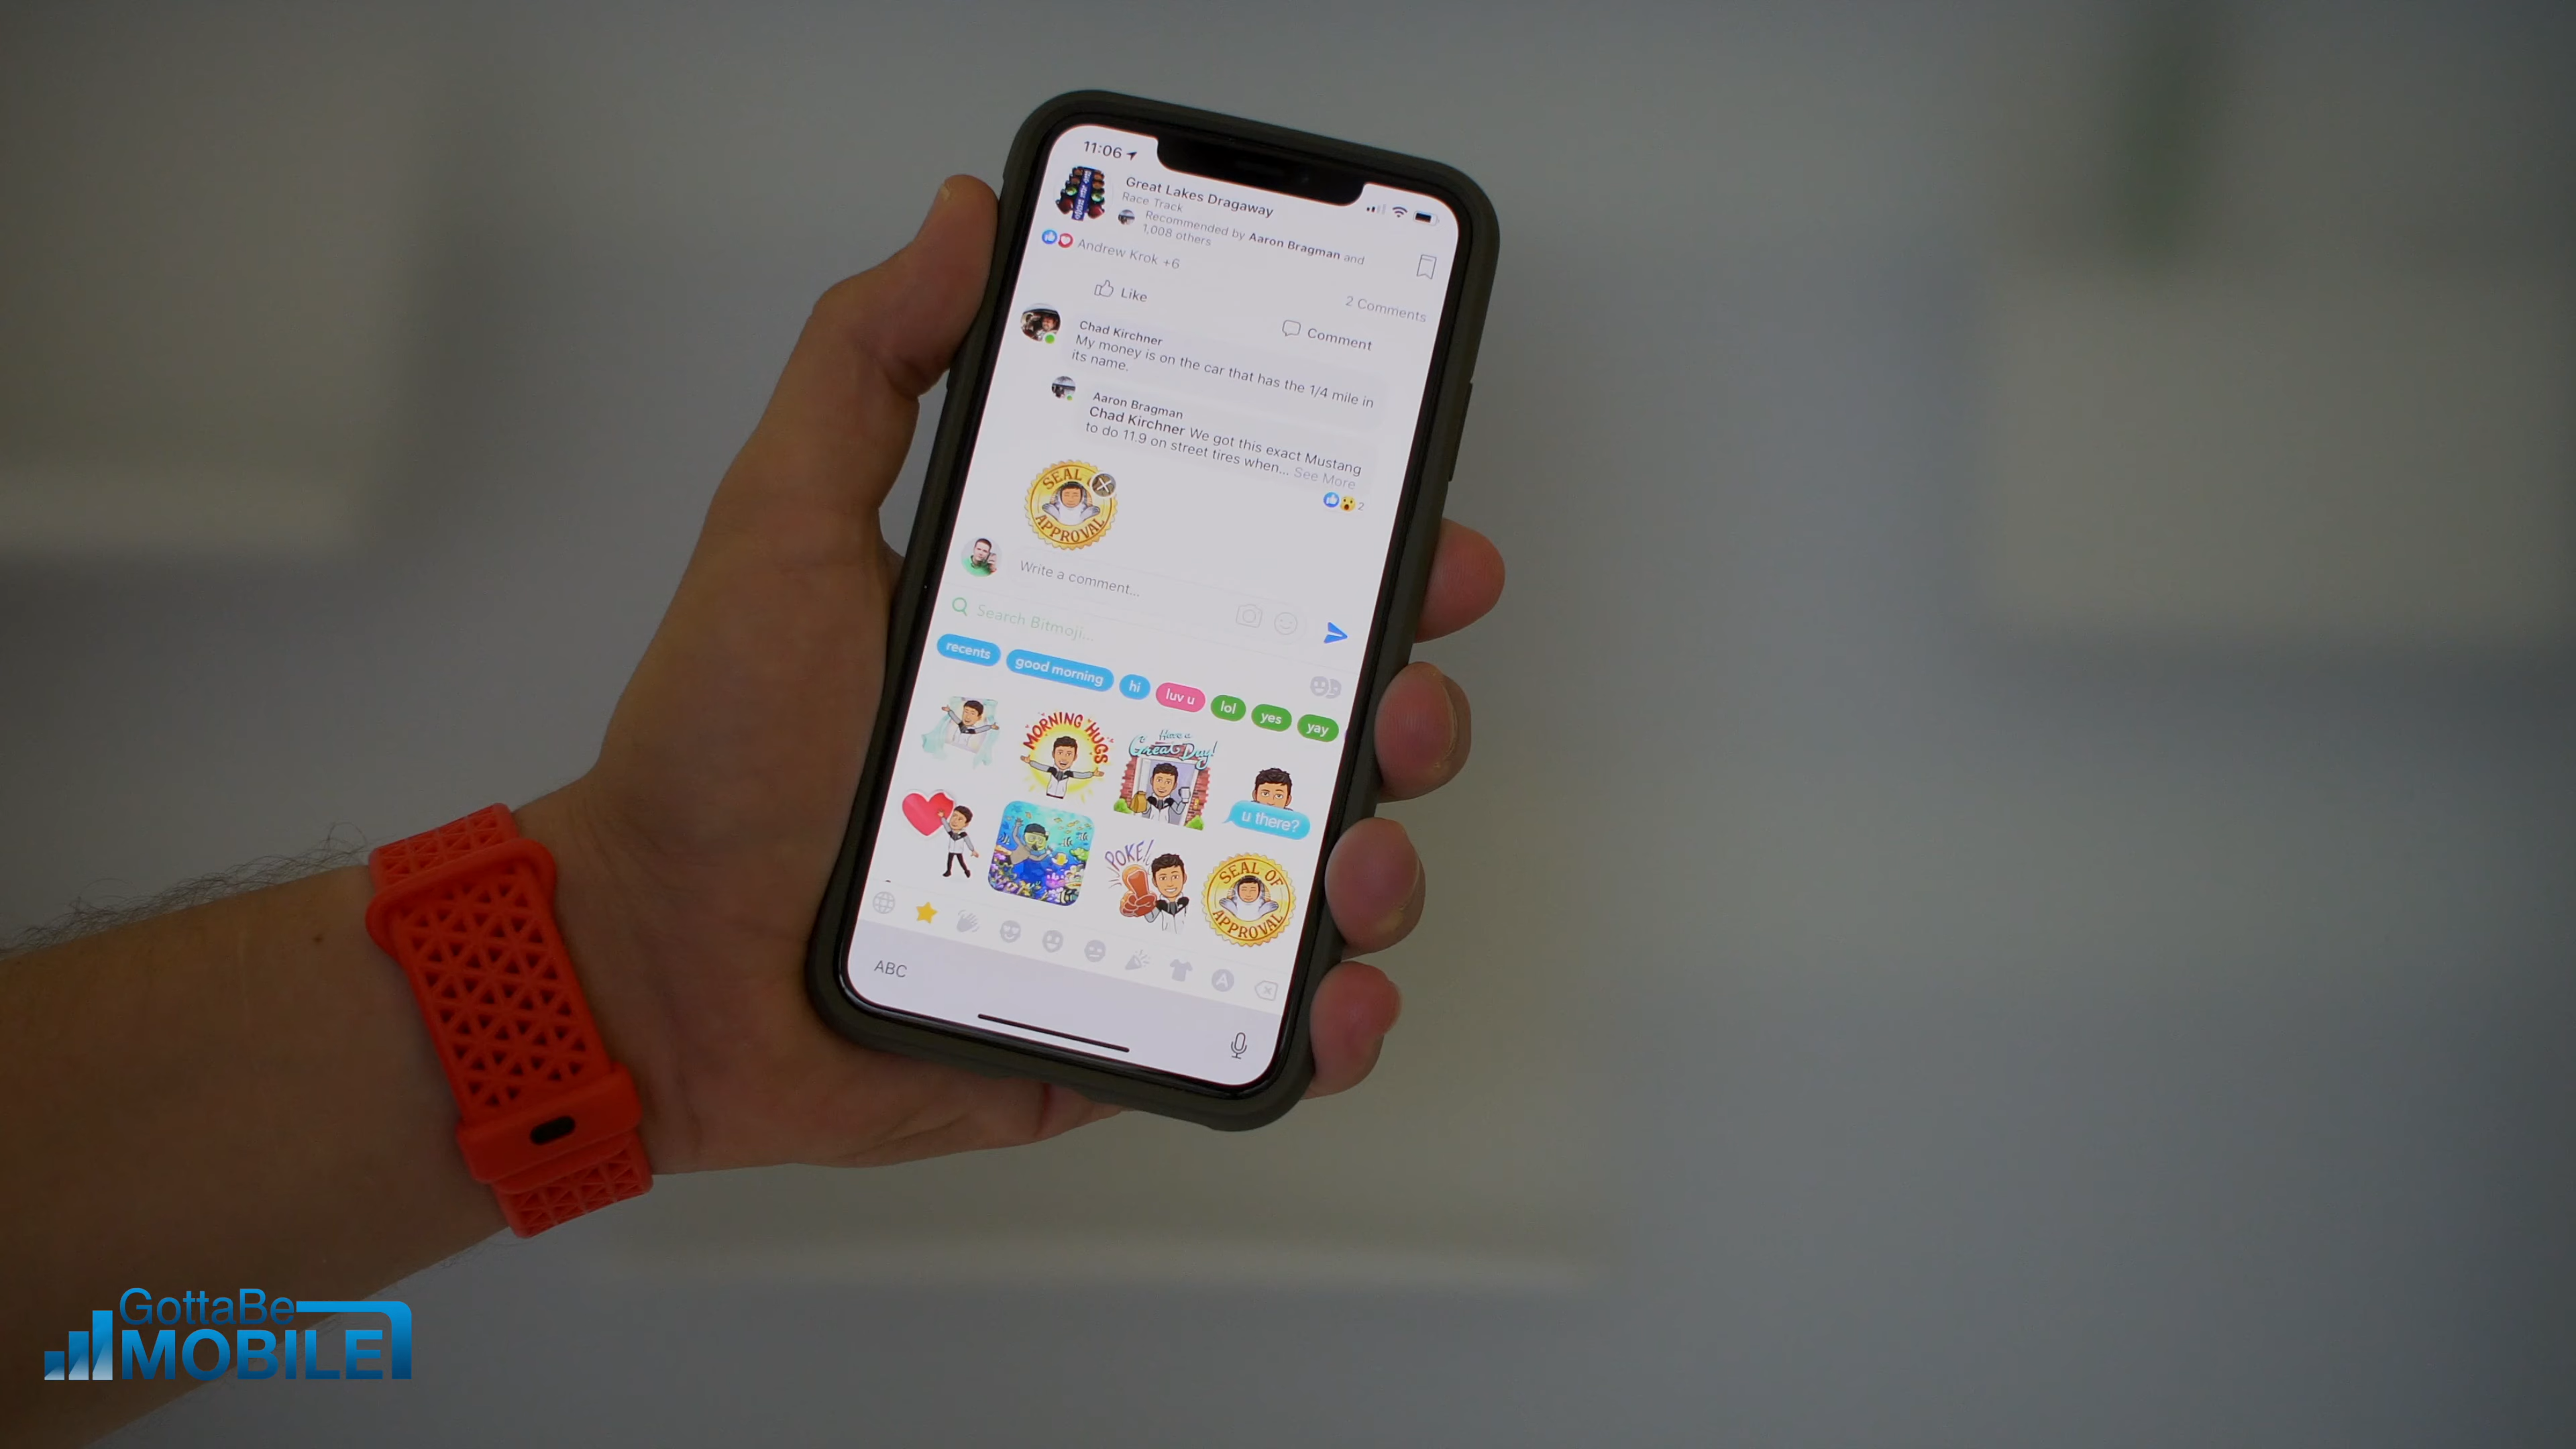 11:06
Great Lakes Dragaway
Race Track
Recommended by Aaron Bragman and
1,008 others
Andrew Krok +6
2 Comments
Like
Comment
Chad Kirchner
My money is on the car that has the 1/4 mile in
its name.
Aaron Bragman
Chad Kirchner We got this exact Mustang
to do 11.9 on street tires when... See More
2
SEAL
APPROVAL
Write a comment...
Search Bitmoji...
recents
good morning
hi
luv u
lol
yes
yay
MORNING HUGS
Have a
Great Day!
u there?
POKE!
SEAL OF
APPROVAL
A
ABC
GottaBe
MOBILE